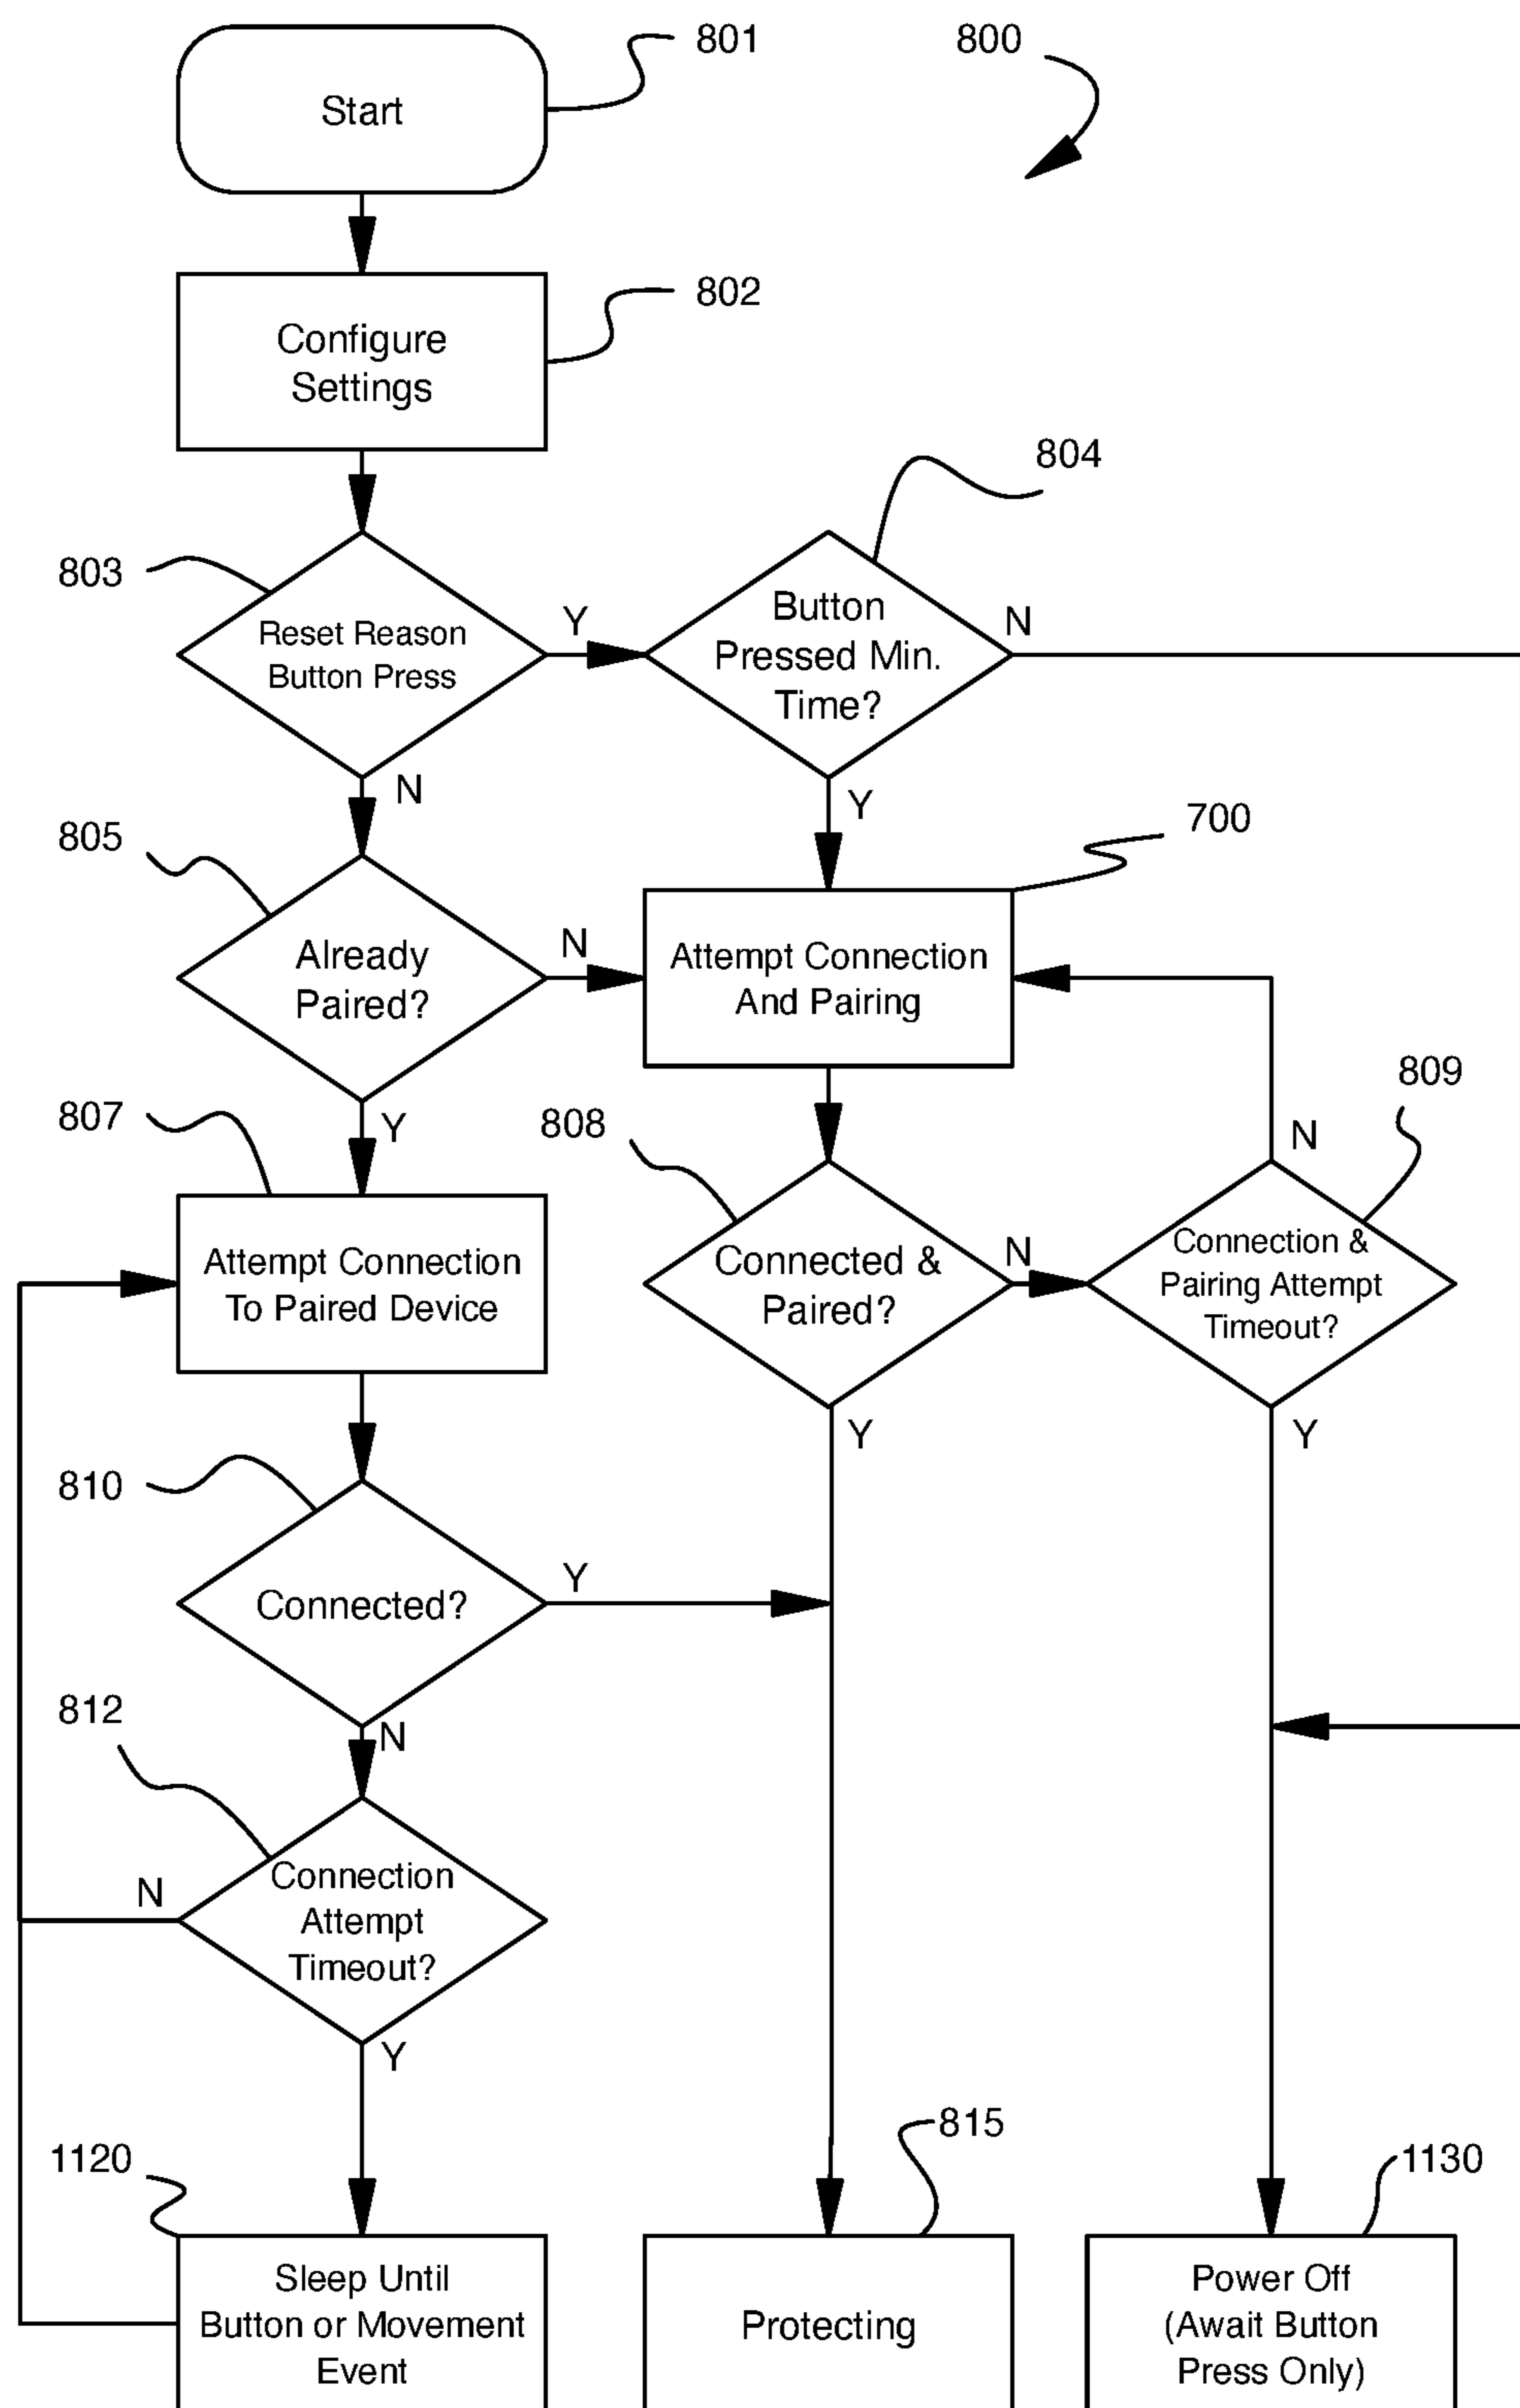 801
800
Start
802
Configure
Settings
804
803
Reset Reason
Button Press
Y
Button
Pressed Min.
Time?
N
N
Y
805
700
Already
Paired?
N
Attempt Connection
And Pairing
809
807
Y
808
N
Attempt Connection
To Paired Device
Connected &
Paired?
N
Connection &
Pairing Attempt
Timeout?
Y
Y
810
Connected?
Y
812
N
N
Connection
Attempt
Timeout?
Y
815
1120
1130
Sleep Until
Button or Movement
Event
Protecting
Power Off
(Await Button
Press Only)